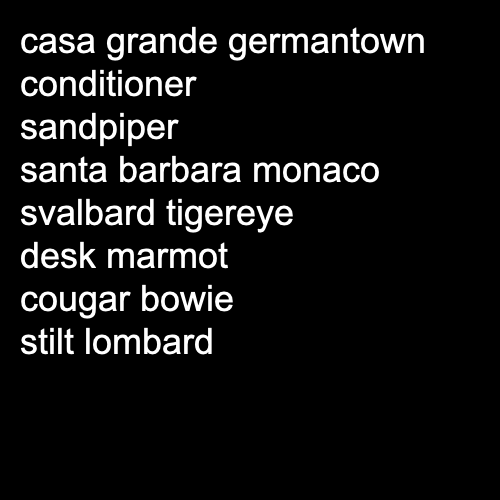 casa grande germantown
conditioner
sandpiper
santa barbara monaco
svalbard tigereye
desk marmot
cougar bowie
stilt lombard